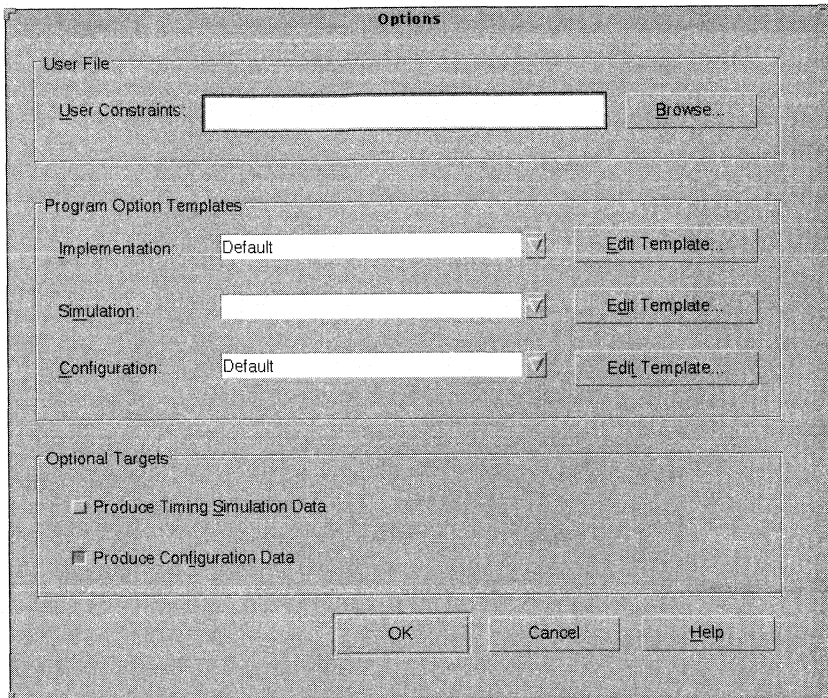 Options
User File
User Constraints:
Browse...
Program Option Templates
Implementation:
Default
Edit Template...
Simulation:
Edit Template...
Configuration:
Default
Edit Template...
Optional Targets
Produce Timing Simulation Data
Produce Configuration Data
OK
Cancel
Help